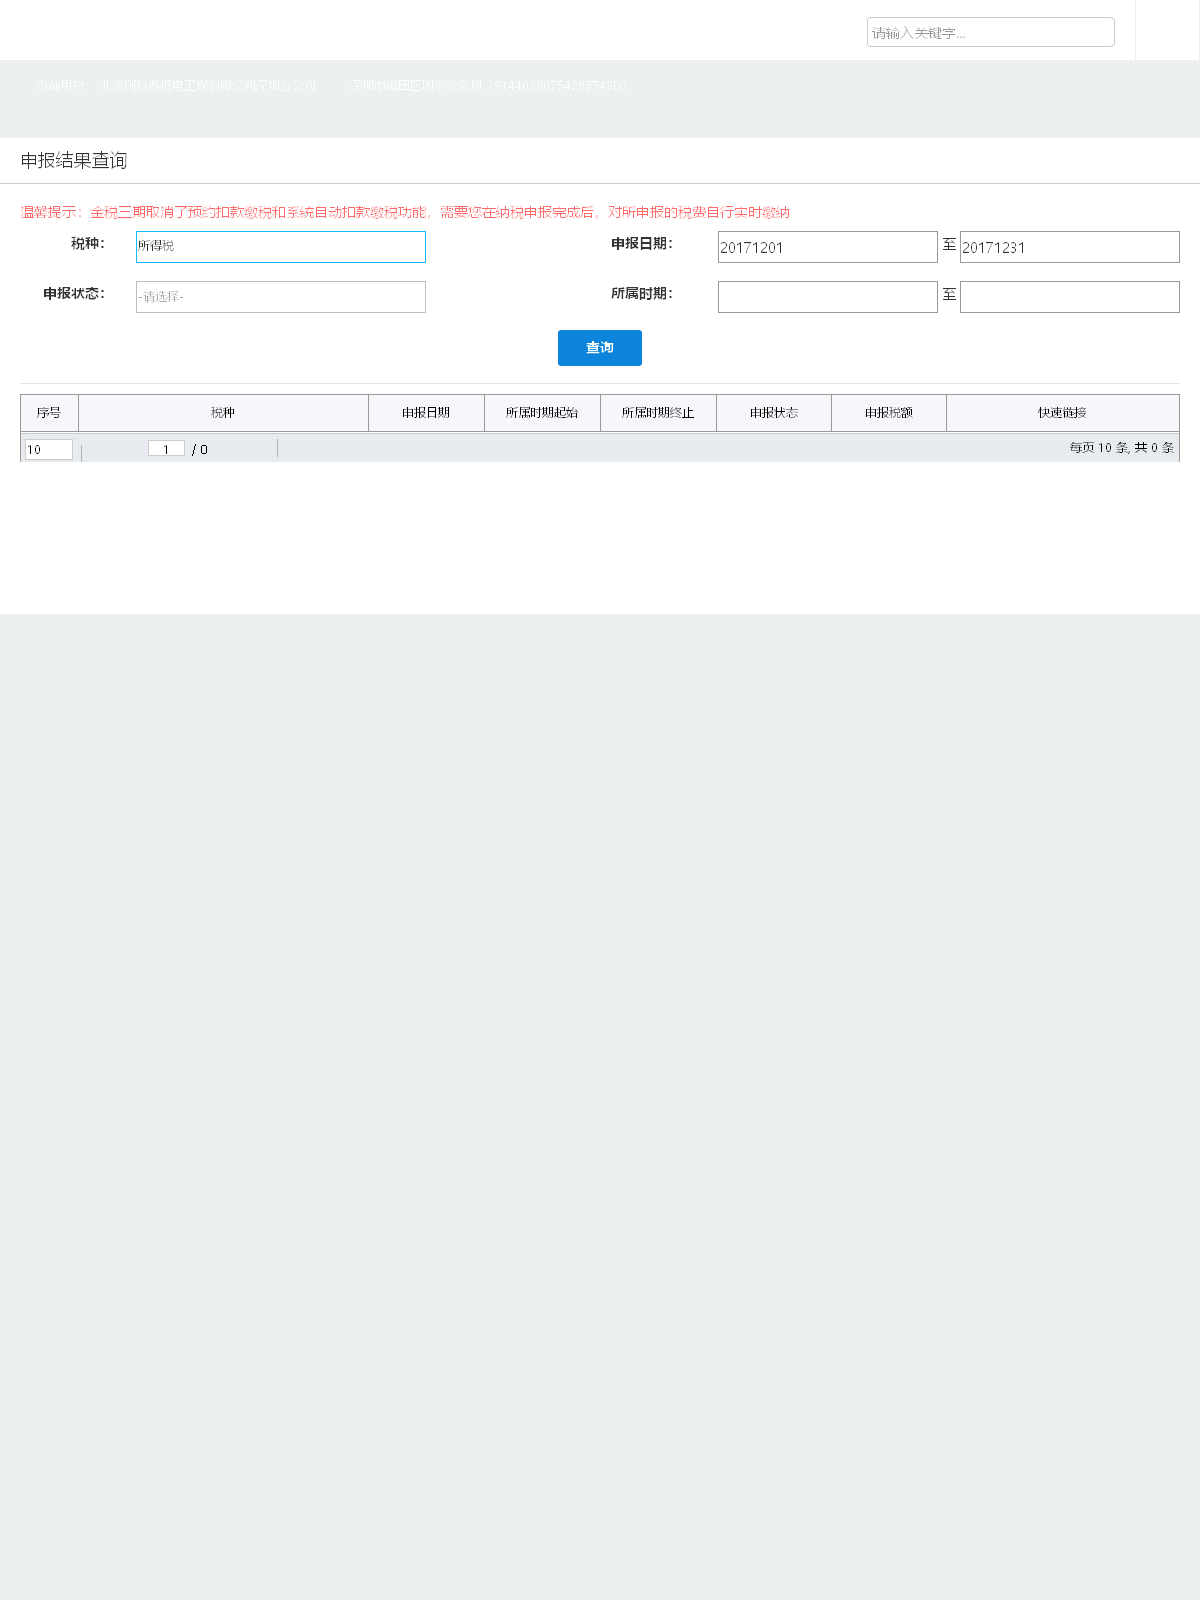 请输入关键字...
当前用户： 北京阿科西机电工程有限公司深圳分公司 深圳市福田区国家税务局（91440300754285743D）
申报结果查询
温馨提示：金税三期取消了预约扣款缴税和系统自动扣款缴税功能，需要您在纳税申报完成后，对所申报的税费自行实时缴纳
税种： 所得税 申报日期： 20171201 至 20171231
申报状态： -请选择- 所属时期： 至
查询
序号 税种 申报日期 所属时期起始 所属时期终止 申报状态 申报税额 快速链接
10 1 / 0 每页 10 条, 共 0 条